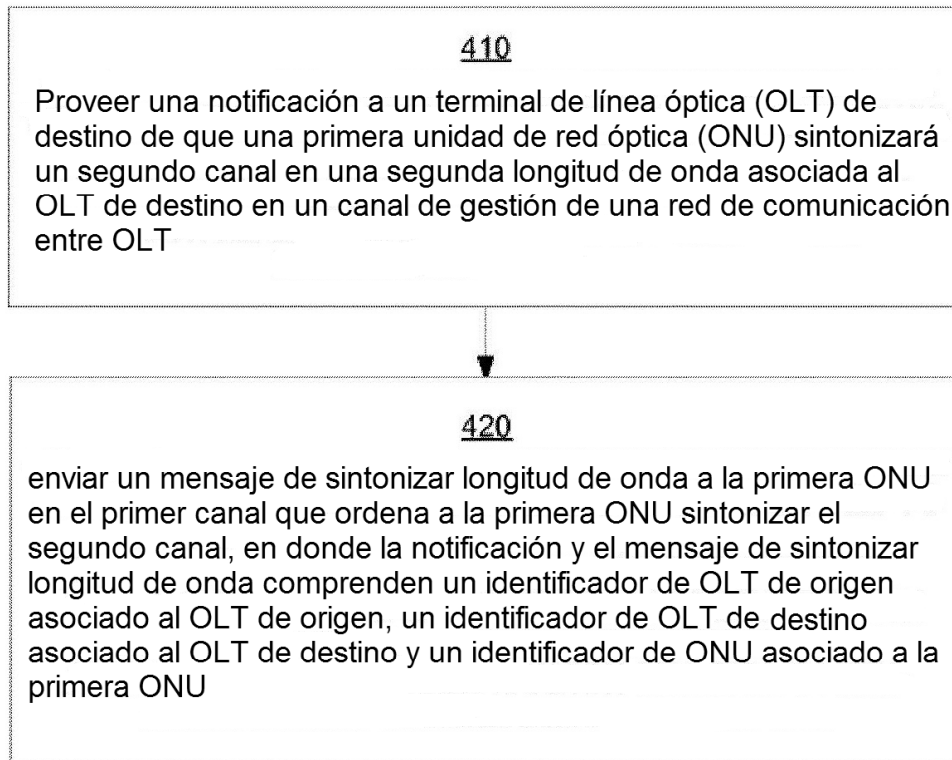 410
Proveer una notificación a un terminal de línea óptica (OLT) de
destino de que una primera unidad de red óptica (ONU) sintonizará
un segundo canal en una segunda longitud de onda asociada al
OLT de destino en un canal de gestión de una red de comunicación
entre OLT
420
enviar un mensaje de sintonizar longitud de onda a la primera ONU
en el primer canal que ordena a la primera ONU sintonizar el
segundo canal, en donde la notificación y el mensaje de sintonizar
longitud de onda comprenden un identificador de OLT de origen
asociado al OLT de origen, un identificador de OLT de destino
asociado al OLT de destino y un identificador de ONU asociado a la
primera ONU